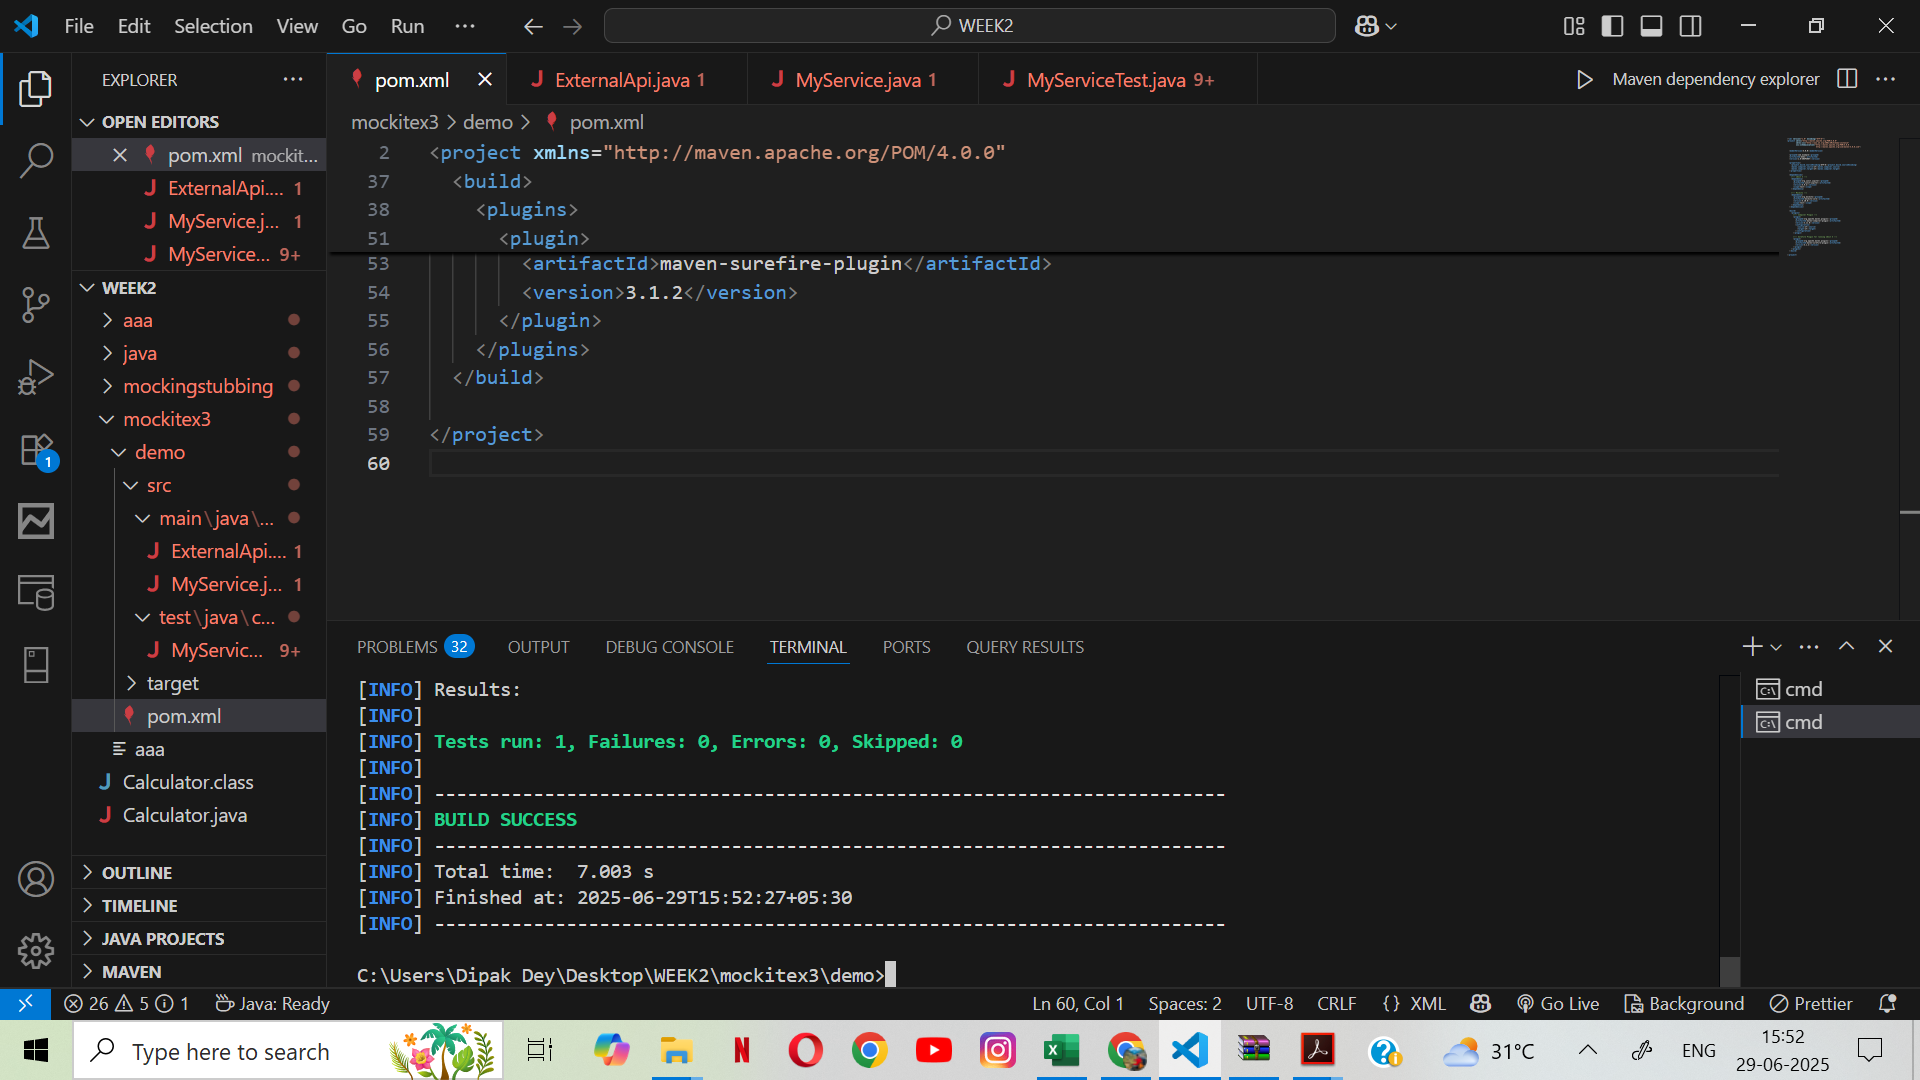 File Edit Selection View Go Run ···
WEEK2
EXPLORER
OPEN EDITORS
pom.xml mockit...
ExternalApi.... 1
MyService.j... 1
MyService... 9+
WEEK2
aaa
java
mockingstubbing
mockitex3
demo
src
main\java\...
ExternalApi.... 1
MyService.j... 1
test\java\c...
MyServic... 9+
target
pom.xml
aaa
Calculator.class
Calculator.java
OUTLINE
TIMELINE
JAVA PROJECTS
MAVEN
1
pom.xml
ExternalApi.java 1
MyService.java 1
MyServiceTest.java 9+
Maven dependency explorer
mockitex3 > demo > pom.xml
2 <project xmlns="http://maven.apache.org/POM/4.0.0"
37 <build>
38 <plugins>
51 <plugin>
53 <artifactId>maven-surefire-plugin</artifactId>
54 <version>3.1.2</version>
55 </plugin>
56 </plugins>
57 </build>
58
59 </project>
60
PROBLEMS 32 OUTPUT DEBUG CONSOLE TERMINAL PORTS QUERY RESULTS
[INFO] Results:
[INFO]
[INFO] Tests run: 1, Failures: 0, Errors: 0, Skipped: 0
[INFO]
[INFO] ------------------------------------------------------------------------
[INFO] BUILD SUCCESS
[INFO] ------------------------------------------------------------------------
[INFO] Total time:  7.003 s
[INFO] Finished at: 2025-06-29T15:52:27+05:30
[INFO] ------------------------------------------------------------------------
C:\Users\Dipak Dey\Desktop\WEEK2\mockitex3\demo>
cmd
cmd
26 5 1 Java: Ready
Ln 60, Col 1 Spaces: 2 UTF-8 CRLF {} XML Go Live Background Prettier
Type here to search
31°C
ENG
15:52
29-06-2025